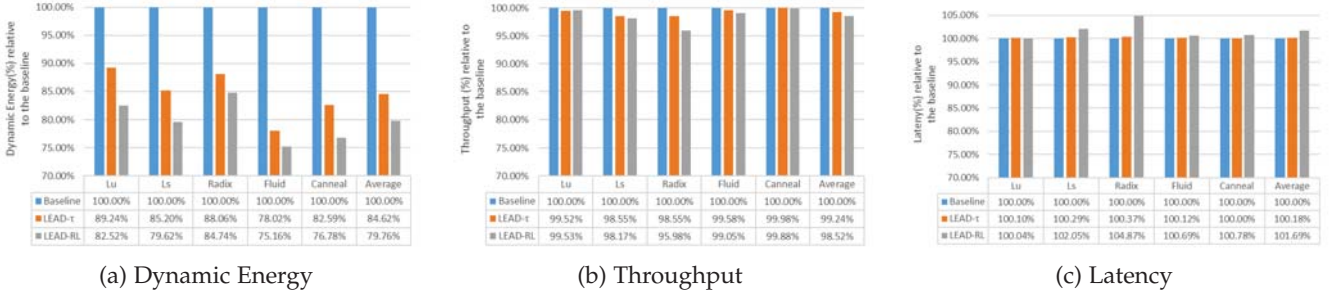 Dynamic Energy(%) relative
to the baseline
100.00%
95.00%
90.00%
85.00%
80.00%
75.00%
70.00%
Lu Ls Radix Fluid Canneal Average
Baseline 100.00% 100.00% 100.00% 100.00% 100.00% 100.00%
LEAD-τ 89.24% 85.20% 88.06% 78.02% 82.59% 84.62%
LEAD-RL 82.52% 79.62% 84.74% 75.16% 76.78% 79.76%
(a) Dynamic Energy
Throughput (%) relative to
the baseline
100.00%
95.00%
90.00%
85.00%
80.00%
75.00%
70.00%
Lu Ls Radix Fluid Canneal Average
Baseline 100.00% 100.00% 100.00% 100.00% 100.00% 100.00%
LEAD-τ 99.52% 98.55% 98.55% 99.58% 99.98% 99.24%
LEAD-RL 99.53% 98.17% 95.98% 99.05% 99.88% 98.52%
(b) Throughput
Lateny(%) relative to
the baseline
105.00%
100.00%
95.00%
90.00%
85.00%
80.00%
75.00%
70.00%
Lu Ls Radix Fluid Canneal Average
Baseline 100.00% 100.00% 100.00% 100.00% 100.00% 100.00%
LEAD-τ 100.10% 100.29% 100.37% 100.12% 100.00% 100.18%
LEAD-RL 100.04% 102.05% 104.87% 100.69% 100.78% 101.69%
(c) Latency